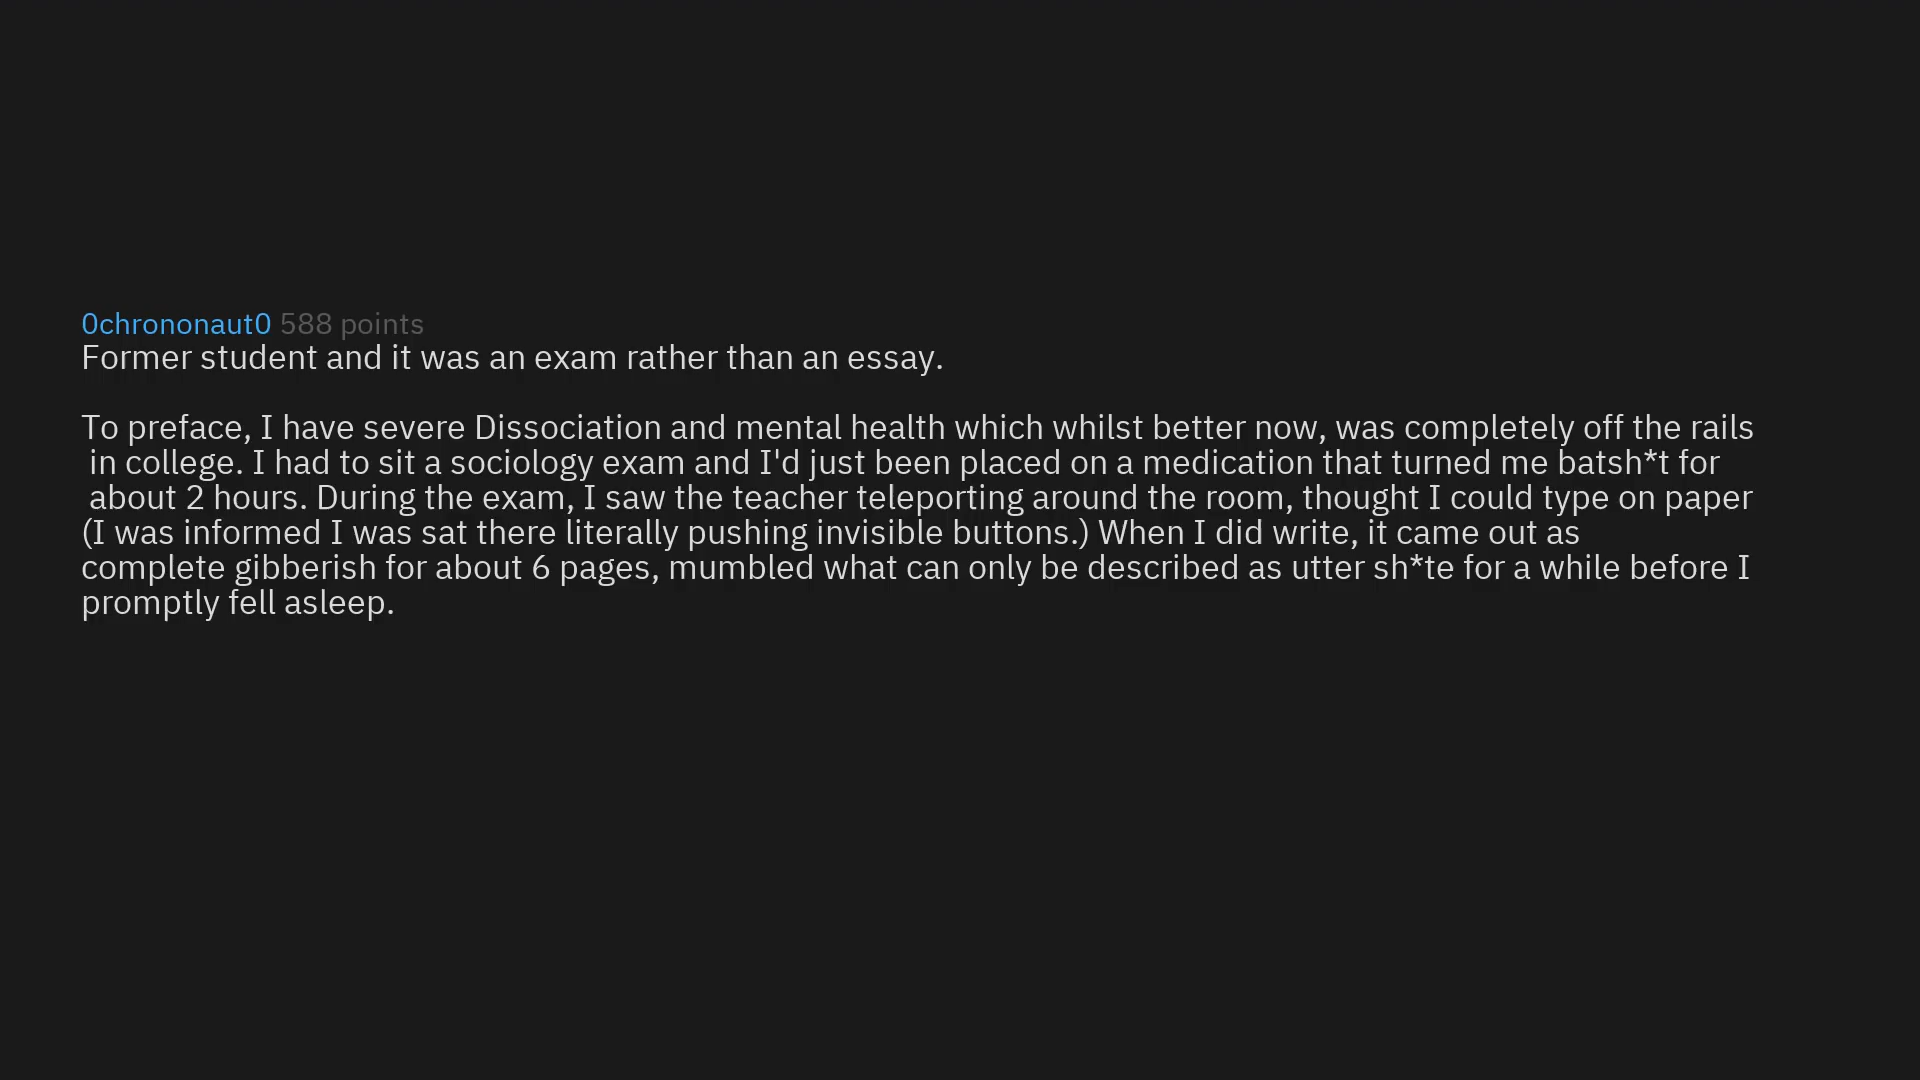 0chrononaut0 588 points
Former student and it was an exam rather than an essay.
To preface, I have severe Dissociation and mental health which whilst better now, was completely off the rails
in college. I had to sit a sociology exam and I'd just been placed on a medication that turned me batsh*t for
about 2 hours. During the exam, I saw the teacher teleporting around the room, thought I could type on paper
(I was informed I was sat there literally pushing invisible buttons.) When I did write, it came out as
complete gibberish for about 6 pages, mumbled what can only be described as utter sh*te for a while before I
promptly fell asleep.